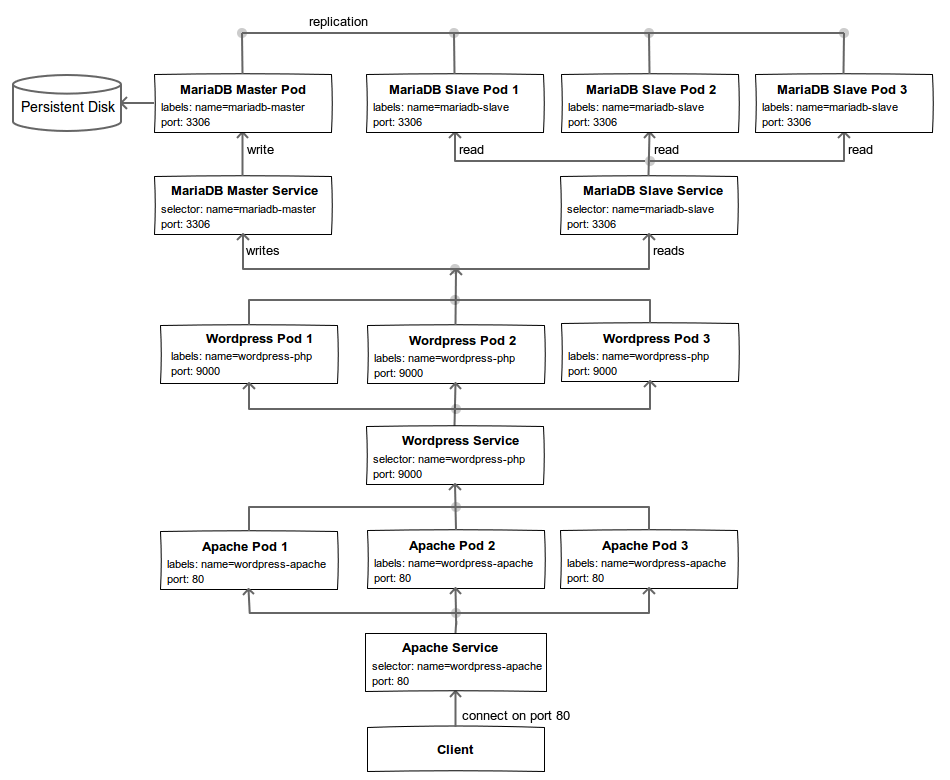 replication
Persistent Disk
MariaDB Master Pod
labels: name=mariadb-master
port: 3306
MariaDB Slave Pod 1
labels: name=mariadb-slave
port: 3306
MariaDB Slave Pod 2
labels: name=mariadb-slave
port: 3306
MariaDB Slave Pod 3
labels: name=mariadb-slave
port: 3306
write
read
read
read
MariaDB Master Service
selector: name=mariadb-master
port: 3306
MariaDB Slave Service
selector: name=mariadb-slave
port: 3306
writes
reads
Wordpress Pod 1
labels: name=wordpress-php
port: 9000
Wordpress Pod 2
labels: name=wordpress-php
port: 9000
Wordpress Pod 3
labels: name=wordpress-php
port: 9000
Wordpress Service
selector: name=wordpress-php
port: 9000
Apache Pod 1
labels: name=wordpress-apache
port: 80
Apache Pod 2
labels: name=wordpress-apache
port: 80
Apache Pod 3
labels: name=wordpress-apache
port: 80
Apache Service
selector: name=wordpress-apache
port: 80
connect on port 80
Client